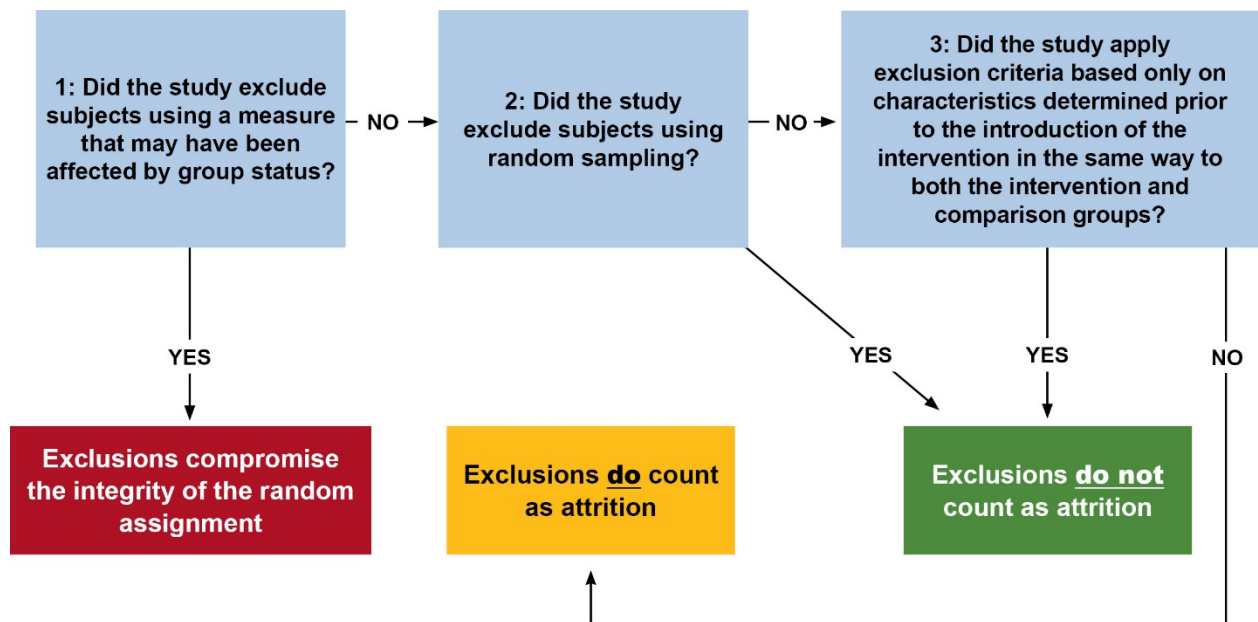 1: Did the study exclude
subjects using a measure
that may have been
affected by group status?
NO
2: Did the study
exclude subjects using
random sampling?
NO
3: Did the study apply
exclusion criteria based only on
characteristics determined prior
to the introduction of the
intervention in the same way to
both the intervention and
comparison groups?
YES
YES
YES
NO
Exclusions compromise
the integrity of the random
assignment
Exclusions do count
as attrition
Exclusions do not
count as attrition